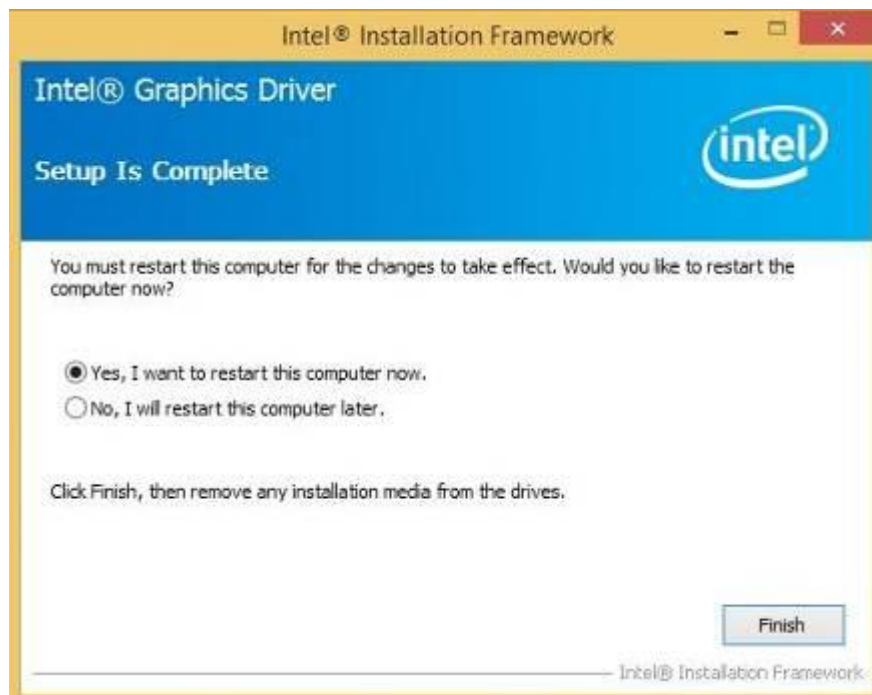 Intel® Installation Framework
Intel® Graphics Driver
intel
Setup Is Complete
You must restart this computer for the changes to take effect. Would you like to restart the
computer now?
Yes, I want to restart this computer now.
No, I will restart this computer later.
Click Finish, then remove any installation media from the drives.
Finish
Intel® Installation Framework